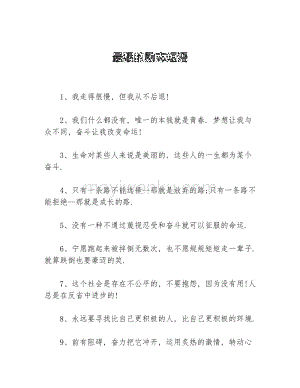 1、我走得很慢，但我从不后退!
2、我们什么都没有，唯一的本钱就是青春．梦想让我与
众不同，奋斗让我改变命运!
3、生命对某些人来说是美丽的，这些人的一生都为某个
奋斗．
4、只有一条路不能选择——那就是放弃的路;只有一条路不
能拒绝——那就是成长的路．
5、没有一种不通过蔑视忍受和奋斗就可以征服的命运．
6、宁愿跑起来被拌倒无数次，也不愿规规矩矩走一辈子．
就算跌倒也要豪迈的笑．
7、这个社会是存在不公平的，不要抱怨，因为没有用!人
总是在反省中进步的!
8、永远要寻找比自己更积极的人，比自己更积极的环境．
9、前有阻碍，奋力把它冲开，运用炙热的激情，转动心